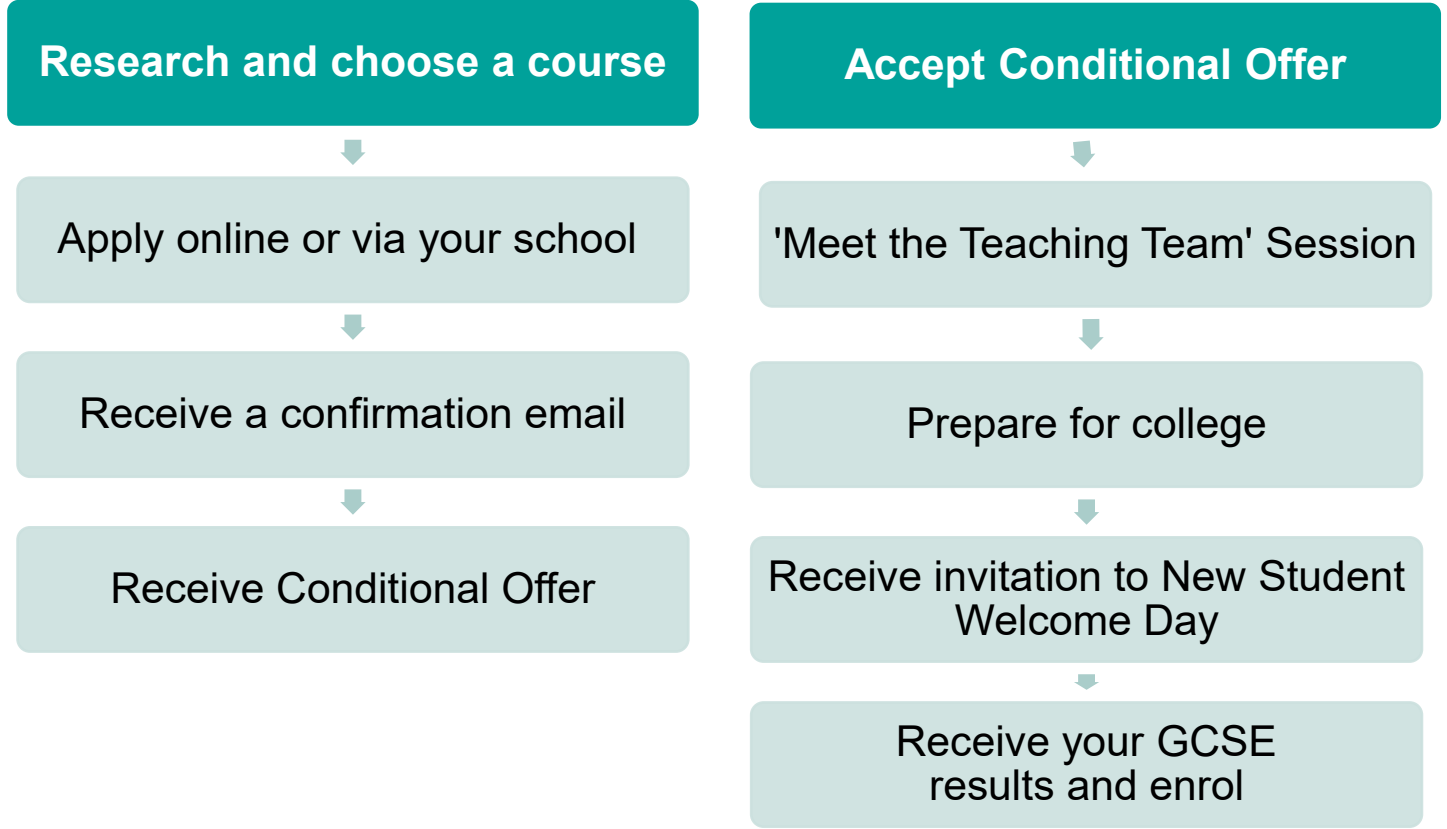 Research and choose a course
Apply online or via your school
Receive a confirmation email
Receive Conditional Offer
Accept Conditional Offer
'Meet the Teaching Team' Session
Prepare for college
Receive invitation to New Student
Welcome Day
Receive your GCSE
results and enrol